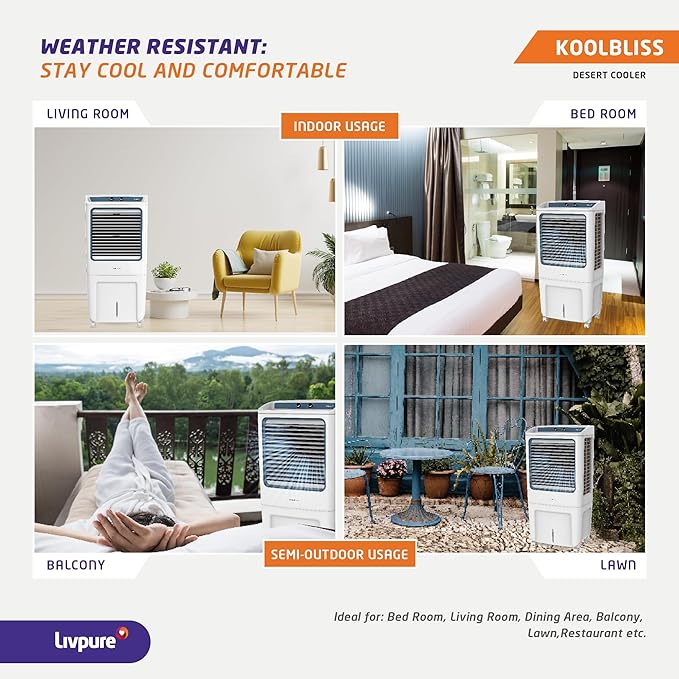 WEATHER RESISTANT:
STAY COOL AND COMFORTABLE
KOOLBLISS
DESERT COOLER
LIVING ROOM
INDOOR USAGE
BED ROOM
BALCONY
SEMI-OUTDOOR USAGE
LAWN
Ideal for: Bed Room, Living Room, Dining Area, Balcony,
Lawn,Restaurant etc.
Livpure